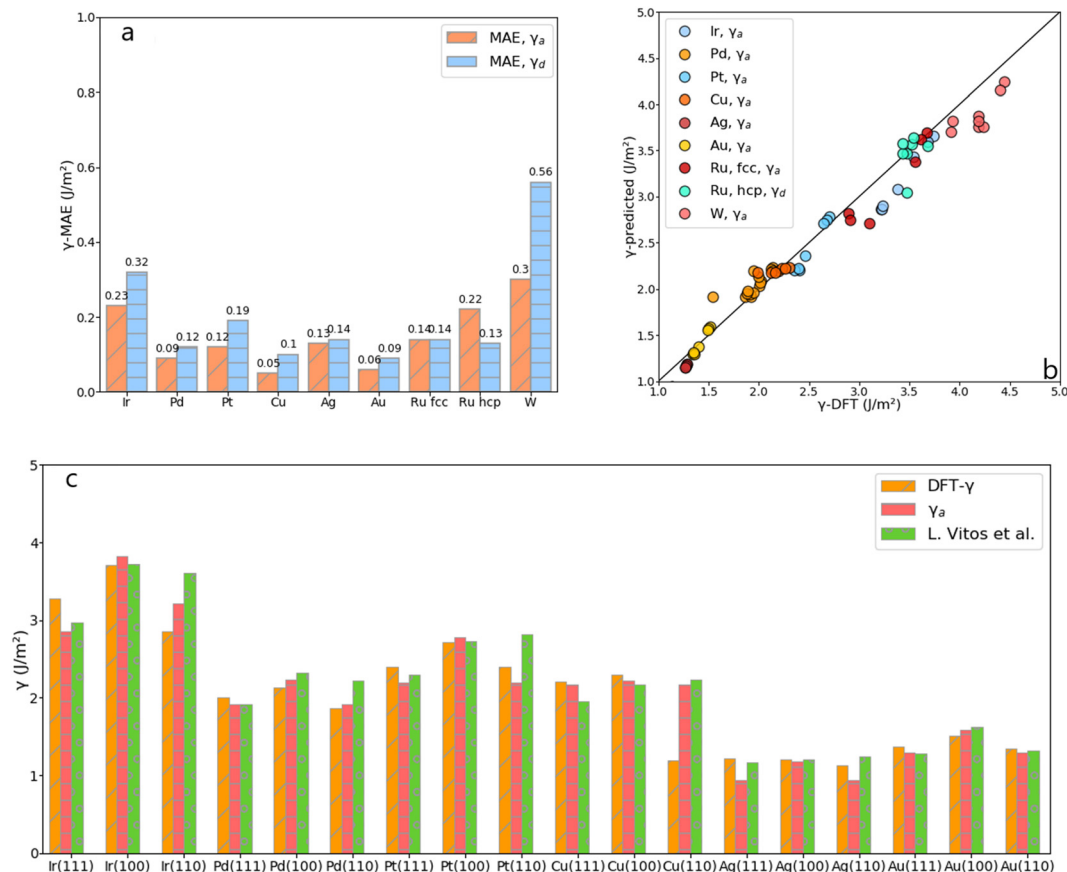 a
MAE, γa
MAE, γd
γ-MAE (J/m²)
1.0
0.8
0.6
0.4
0.2
0.0
0.23
0.32
0.09
0.12
0.12
0.19
0.05
0.1
0.13
0.14
0.06
0.09
0.14
0.14
0.22
0.13
0.3
0.56
Ir Pd Pt Cu Ag Au Ru fcc Ru hcp W
b
Ir, γa
Pd, γa
Pt, γa
Cu, γa
Ag, γa
Au, γa
Ru, fcc, γa
Ru, hcp, γd
W, γa
γ-predicted (J/m²)
5.0
4.5
4.0
3.5
3.0
2.5
2.0
1.5
1.0
1.0 1.5 2.0 2.5 3.0 3.5 4.0 4.5 5.0
γ-DFT (J/m²)
c
DFT-γ
γa
L. Vitos et al.
γ (J/m²)
5
4
3
2
1
0
Ir(111) Ir(100) Ir(110) Pd(111) Pd(100) Pd(110) Pt(111) Pt(100) Pt(110) Cu(111) Cu(100) Cu(110) Ag(111) Ag(100) Ag(110) Au(111) Au(100) Au(110)